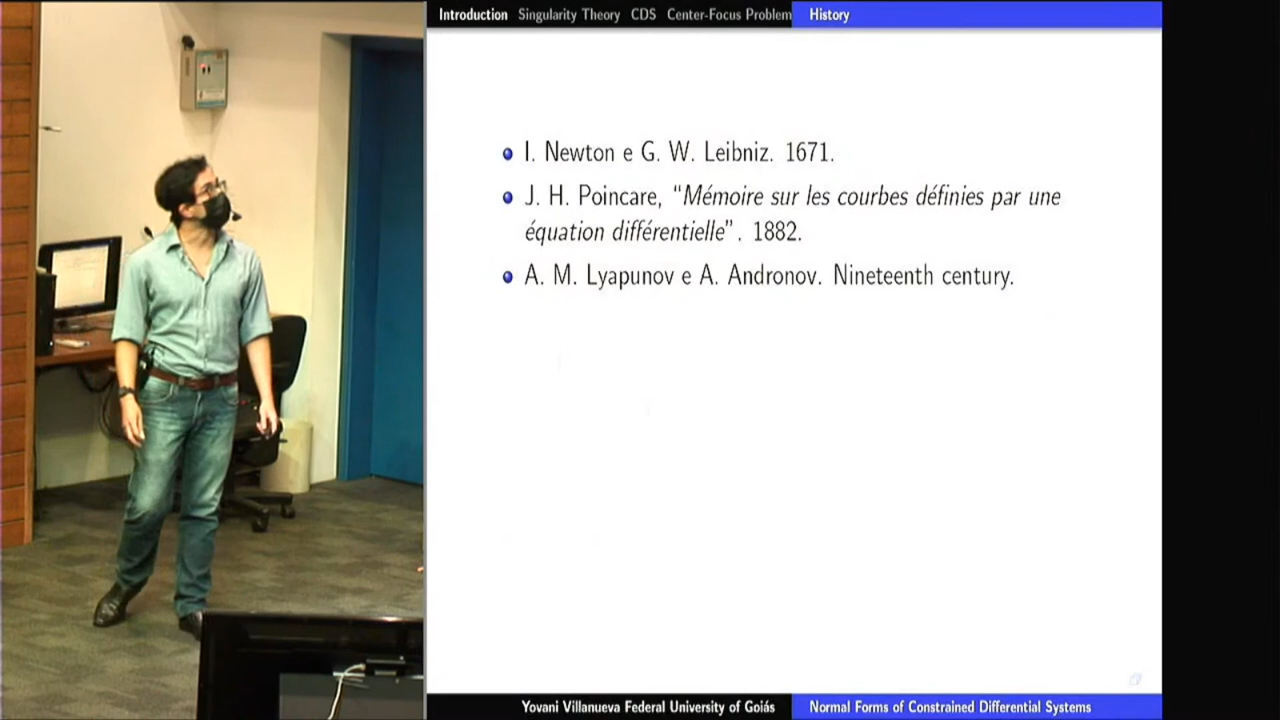 Introduction Singularity Theory CDS Center-Focus Problem History
I. Newton e G. W. Leibniz. 1671.
J. H. Poincare, “Mémoire sur les courbes définies par une
équation différentielle”. 1882.
A. M. Lyapunov e A. Andronov. Nineteenth century.
Yovani Villanueva Federal University of Goiás Normal Forms of Constrained Differential Systems